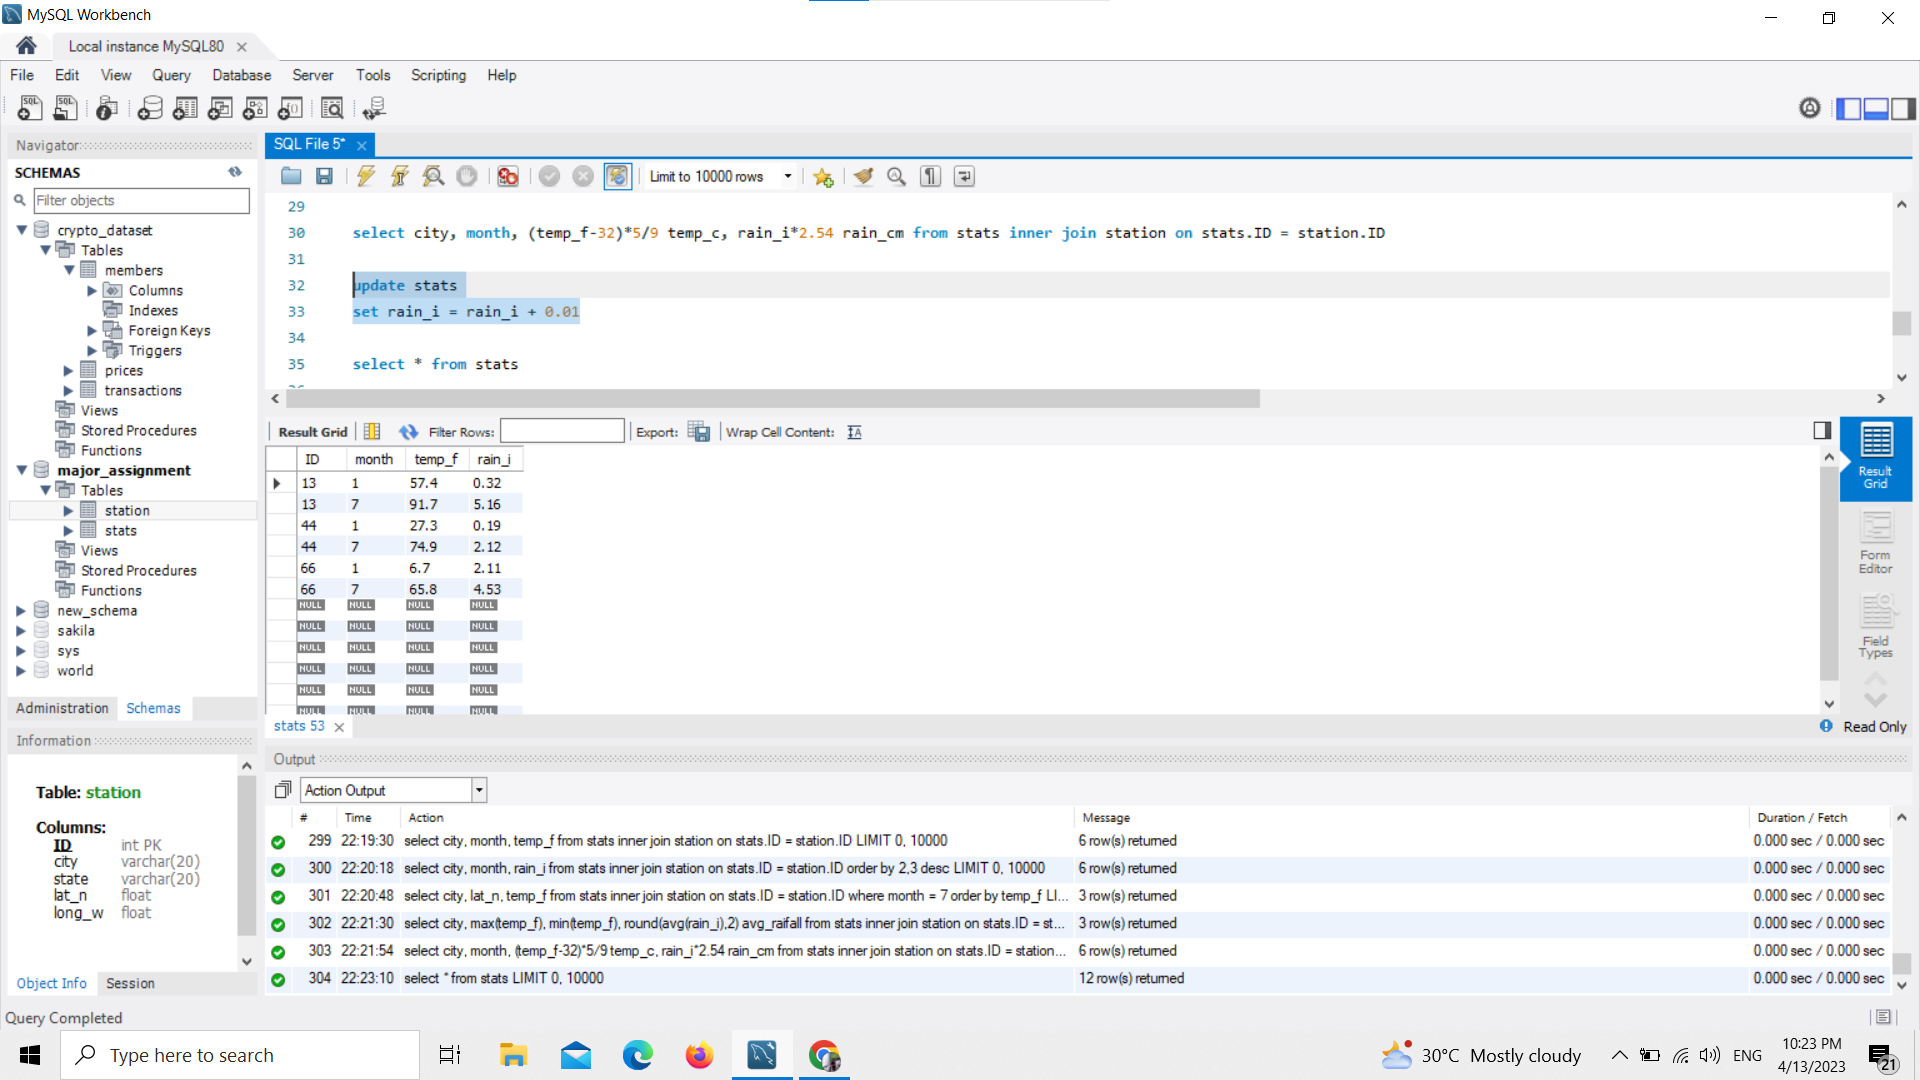 MySQL Workbench
Local instance MySQL80
File Edit View Query Database Server Tools Scripting Help
Navigator
SCHEMAS
Filter objects
crypto_dataset
Tables
members
Columns
Indexes
Foreign Keys
Triggers
prices
transactions
Views
Stored Procedures
Functions
major_assignment
Tables
station
stats
Views
Stored Procedures
Functions
new_schema
sakila
sys
world
Administration Schemas
Information
Table: station
Columns:
ID int PK
city varchar(20)
state varchar(20)
lat_n float
long_w float
Object Info Session
SQL File 5*
Limit to 10000 rows
29
30 select city, month, (temp_f-32)*5/9 temp_c, rain_i*2.54 rain_cm from stats inner join station on stats.ID = station.ID
31
32 update stats
33 set rain_i = rain_i + 0.01
34
35 select * from stats
Result Grid Filter Rows: Export: Wrap Cell Content:
ID month temp_f rain_i
13 1 57.4 0.32
13 7 91.7 5.16
44 1 27.3 0.19
44 7 74.9 2.12
66 1 6.7 2.11
66 7 65.8 4.53
NULL NULL NULL NULL
NULL NULL NULL NULL
NULL NULL NULL NULL
NULL NULL NULL NULL
NULL NULL NULL NULL
NULL NULL NULL NULL
Result
Grid
Form
Editor
Field
Types
stats 53
Read Only
Output
Action Output
# Time Action Message Duration / Fetch
299 22:19:30 select city, month, temp_f from stats inner join station on stats.ID = station.ID LIMIT 0, 10000 6 row(s) returned 0.000 sec / 0.000 sec
300 22:20:18 select city, month, rain_i from stats inner join station on stats.ID = station.ID order by 2,3 desc LIMIT 0, 10000 6 row(s) returned 0.000 sec / 0.000 sec
301 22:20:48 select city, lat_n, temp_f from stats inner join station on stats.ID = station.ID where month = 7 order by temp_f LI... 3 row(s) returned 0.000 sec / 0.000 sec
302 22:21:30 select city, max(temp_f), min(temp_f), round(avg(rain_i),2) avg_raifall from stats inner join station on stats.ID = st... 3 row(s) returned 0.000 sec / 0.000 sec
303 22:21:54 select city, month, (temp_f-32)*5/9 temp_c, rain_i*2.54 rain_cm from stats inner join station on stats.ID = station... 6 row(s) returned 0.000 sec / 0.000 sec
304 22:23:10 select * from stats LIMIT 0, 10000 12 row(s) returned 0.000 sec / 0.000 sec
Query Completed
Type here to search
30°C Mostly cloudy
ENG
10:23 PM
4/13/2023
21